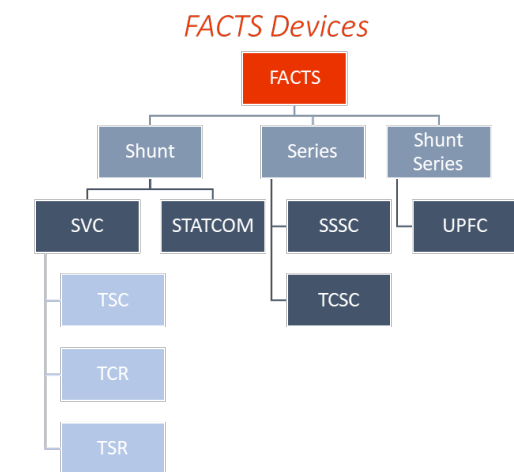 FACTS Devices
FACTS
Shunt
Series
Shunt
Series
SVC
STATCOM
SSSC
UPFC
TSC
TCSC
TCR
TSR